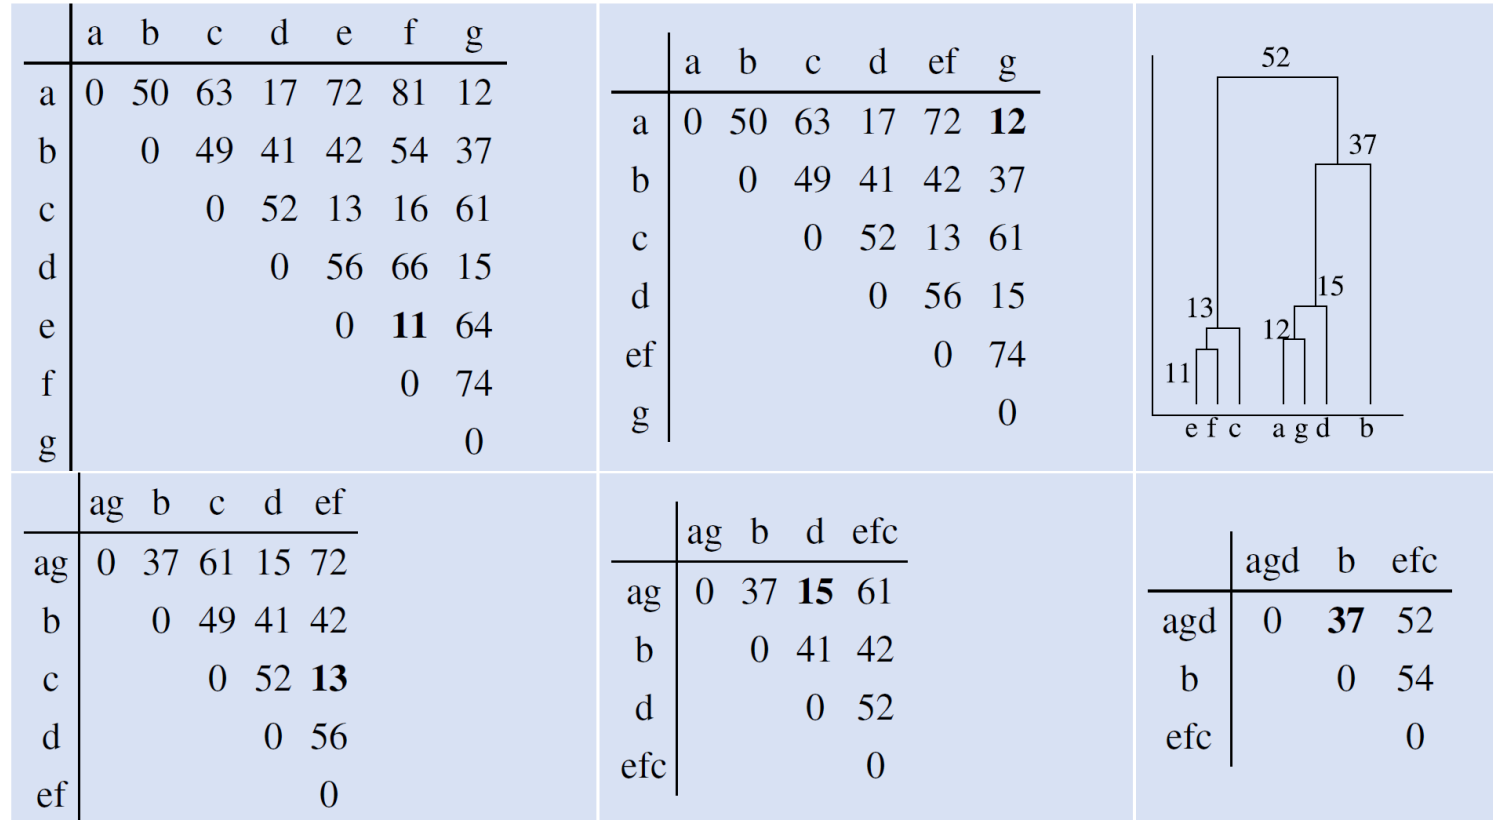 a b c d e f g
a 0 50 63 17 72 81 12
b 0 49 41 42 54 37
c 0 52 13 16 61
d 0 56 66 15
e 0 11 64
f 0 74
g 0
a b c d ef g
a 0 50 63 17 72 12
b 0 49 41 42 37
c 0 52 13 61
d 0 56 15
ef 0 74
g 0
52
37
15
13
12
11
e f c a g d b
ag b c d ef
ag 0 37 61 15 72
b 0 49 41 42
c 0 52 13
d 0 56
ef 0
ag b d efc
ag 0 37 15 61
b 0 41 42
d 0 52
efc 0
agd b efc
agd 0 37 52
b 0 54
efc 0